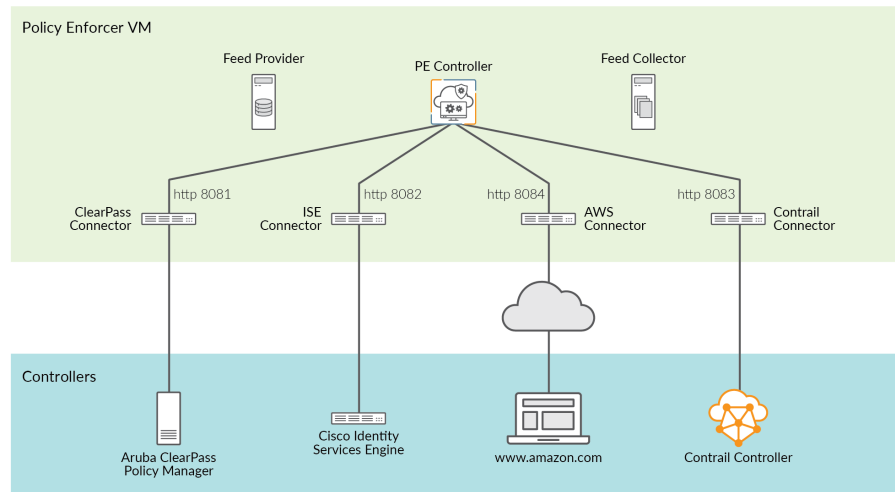 Policy Enforcer VM
Feed Provider
PE Controller
Feed Collector
http 8081
http 8082
http 8084
http 8083
ClearPass
Connector
ISE
Connector
AWS
Connector
Contrail
Connector
Controllers
Aruba ClearPass
Policy Manager
Cisco Identity
Services Engine
www.amazon.com
Contrail Controller